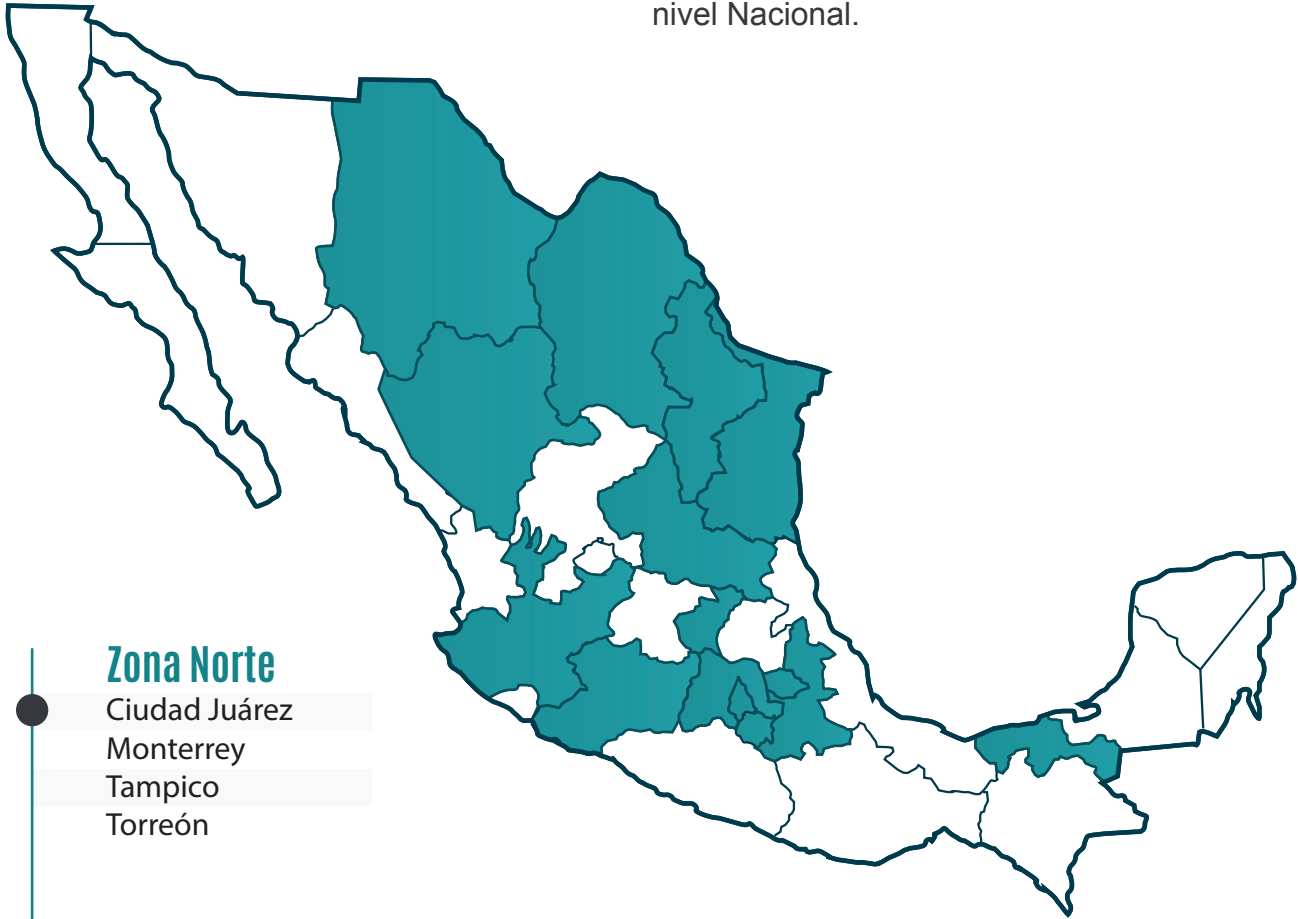 nivel Nacional.
Zona Norte
Ciudad Juárez
Monterrey
Tampico
Torreón